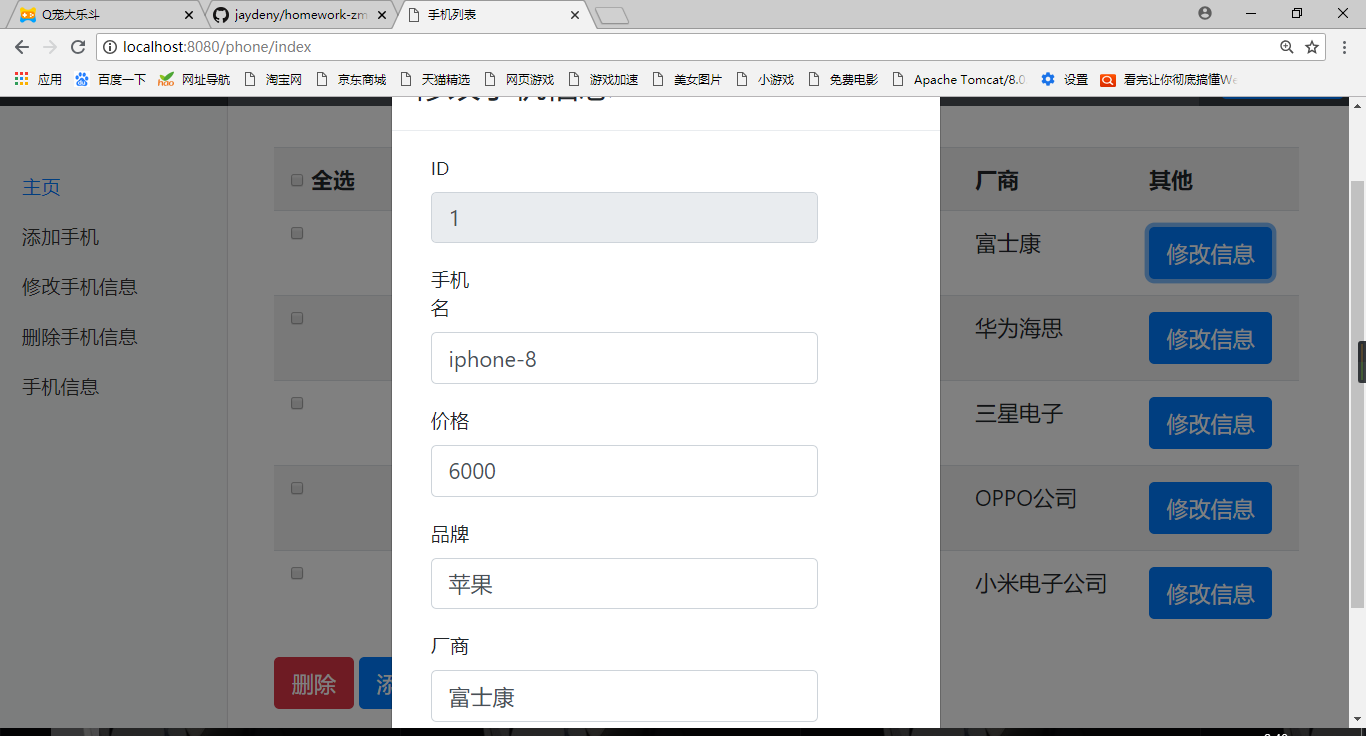 Q宠大乐斗
jaydeny/homework-zm
手机列表
localhost:8080/phone/index
应用 百度一下 网址导航 淘宝网 京东商城 天猫精选 网页游戏 游戏加速 美女图片 小游戏 免费电影 Apache Tomcat/8.0 设置 看完让你彻底搞懂We
修改手机信息
主页
添加手机
修改手机信息
删除手机信息
手机信息
全选
厂商
其他
富士康
修改信息
华为海思
修改信息
三星电子
修改信息
OPPO公司
修改信息
小米电子公司
修改信息
删除
添
ID
1
手机
名
iphone-8
价格
6000
品牌
苹果
厂商
富士康